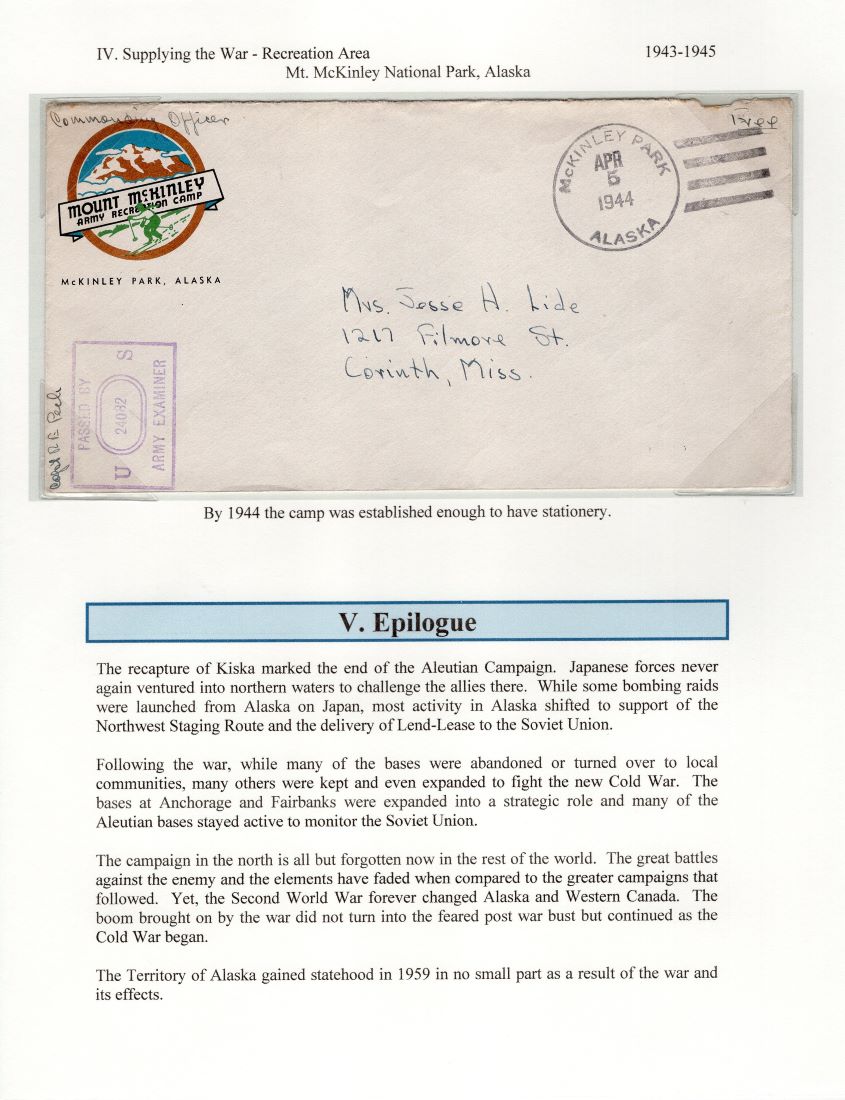 IV. Supplying the War - Recreation Area 1943-1945
Mt. McKinley National Park, Alaska
Commanding Officer
Free
MOUNT McKINLEY
ARMY RECREATION CAMP
McKINLEY PARK, ALASKA
McKINLEY PARK
APR
5
1944
ALASKA
Mrs. Jesse H. Lide
1217 Filmore St.
Corinth, Miss.
PASSED BY
U 24082 S
ARMY EXAMINER
By 1944 the camp was established enough to have stationery.
V. Epilogue
The recapture of Kiska marked the end of the Aleutian Campaign. Japanese forces never
again ventured into northern waters to challenge the allies there. While some bombing raids
were launched from Alaska on Japan, most activity in Alaska shifted to support of the
Northwest Staging Route and the delivery of Lend-Lease to the Soviet Union.
Following the war, while many of the bases were abandoned or turned over to local
communities, many others were kept and even expanded to fight the new Cold War. The
bases at Anchorage and Fairbanks were expanded into a strategic role and many of the
Aleutian bases stayed active to monitor the Soviet Union.
The campaign in the north is all but forgotten now in the rest of the world. The great battles
against the enemy and the elements have faded when compared to the greater campaigns that
followed. Yet, the Second World War forever changed Alaska and Western Canada. The
boom brought on by the war did not turn into the feared post war bust but continued as the
Cold War began.
The Territory of Alaska gained statehood in 1959 in no small part as a result of the war and
its effects.